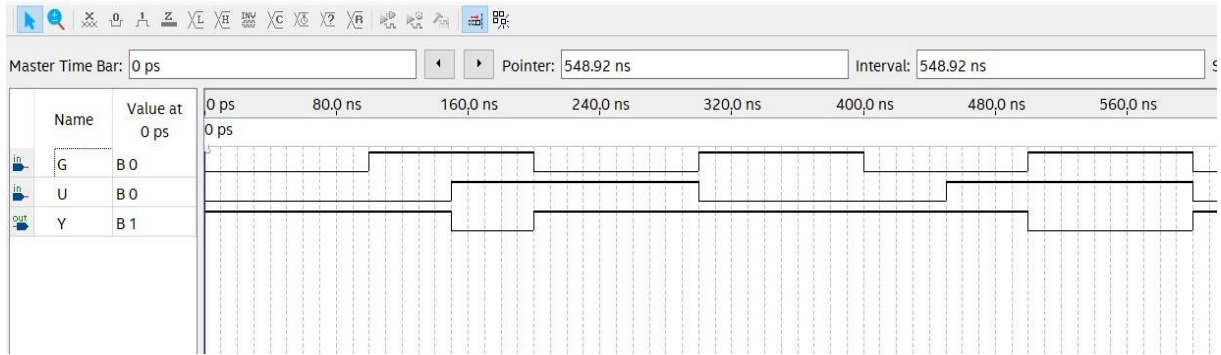 Master Time Bar: 0 ps Pointer: 548.92 ns Interval: 548.92 ns
Name Value at 0 ps 0 ps 80.0 ns 160.0 ns 240.0 ns 320.0 ns 400.0 ns 480.0 ns 560.0 ns
0 ps
in G B 0
in U B 0
out Y B 1